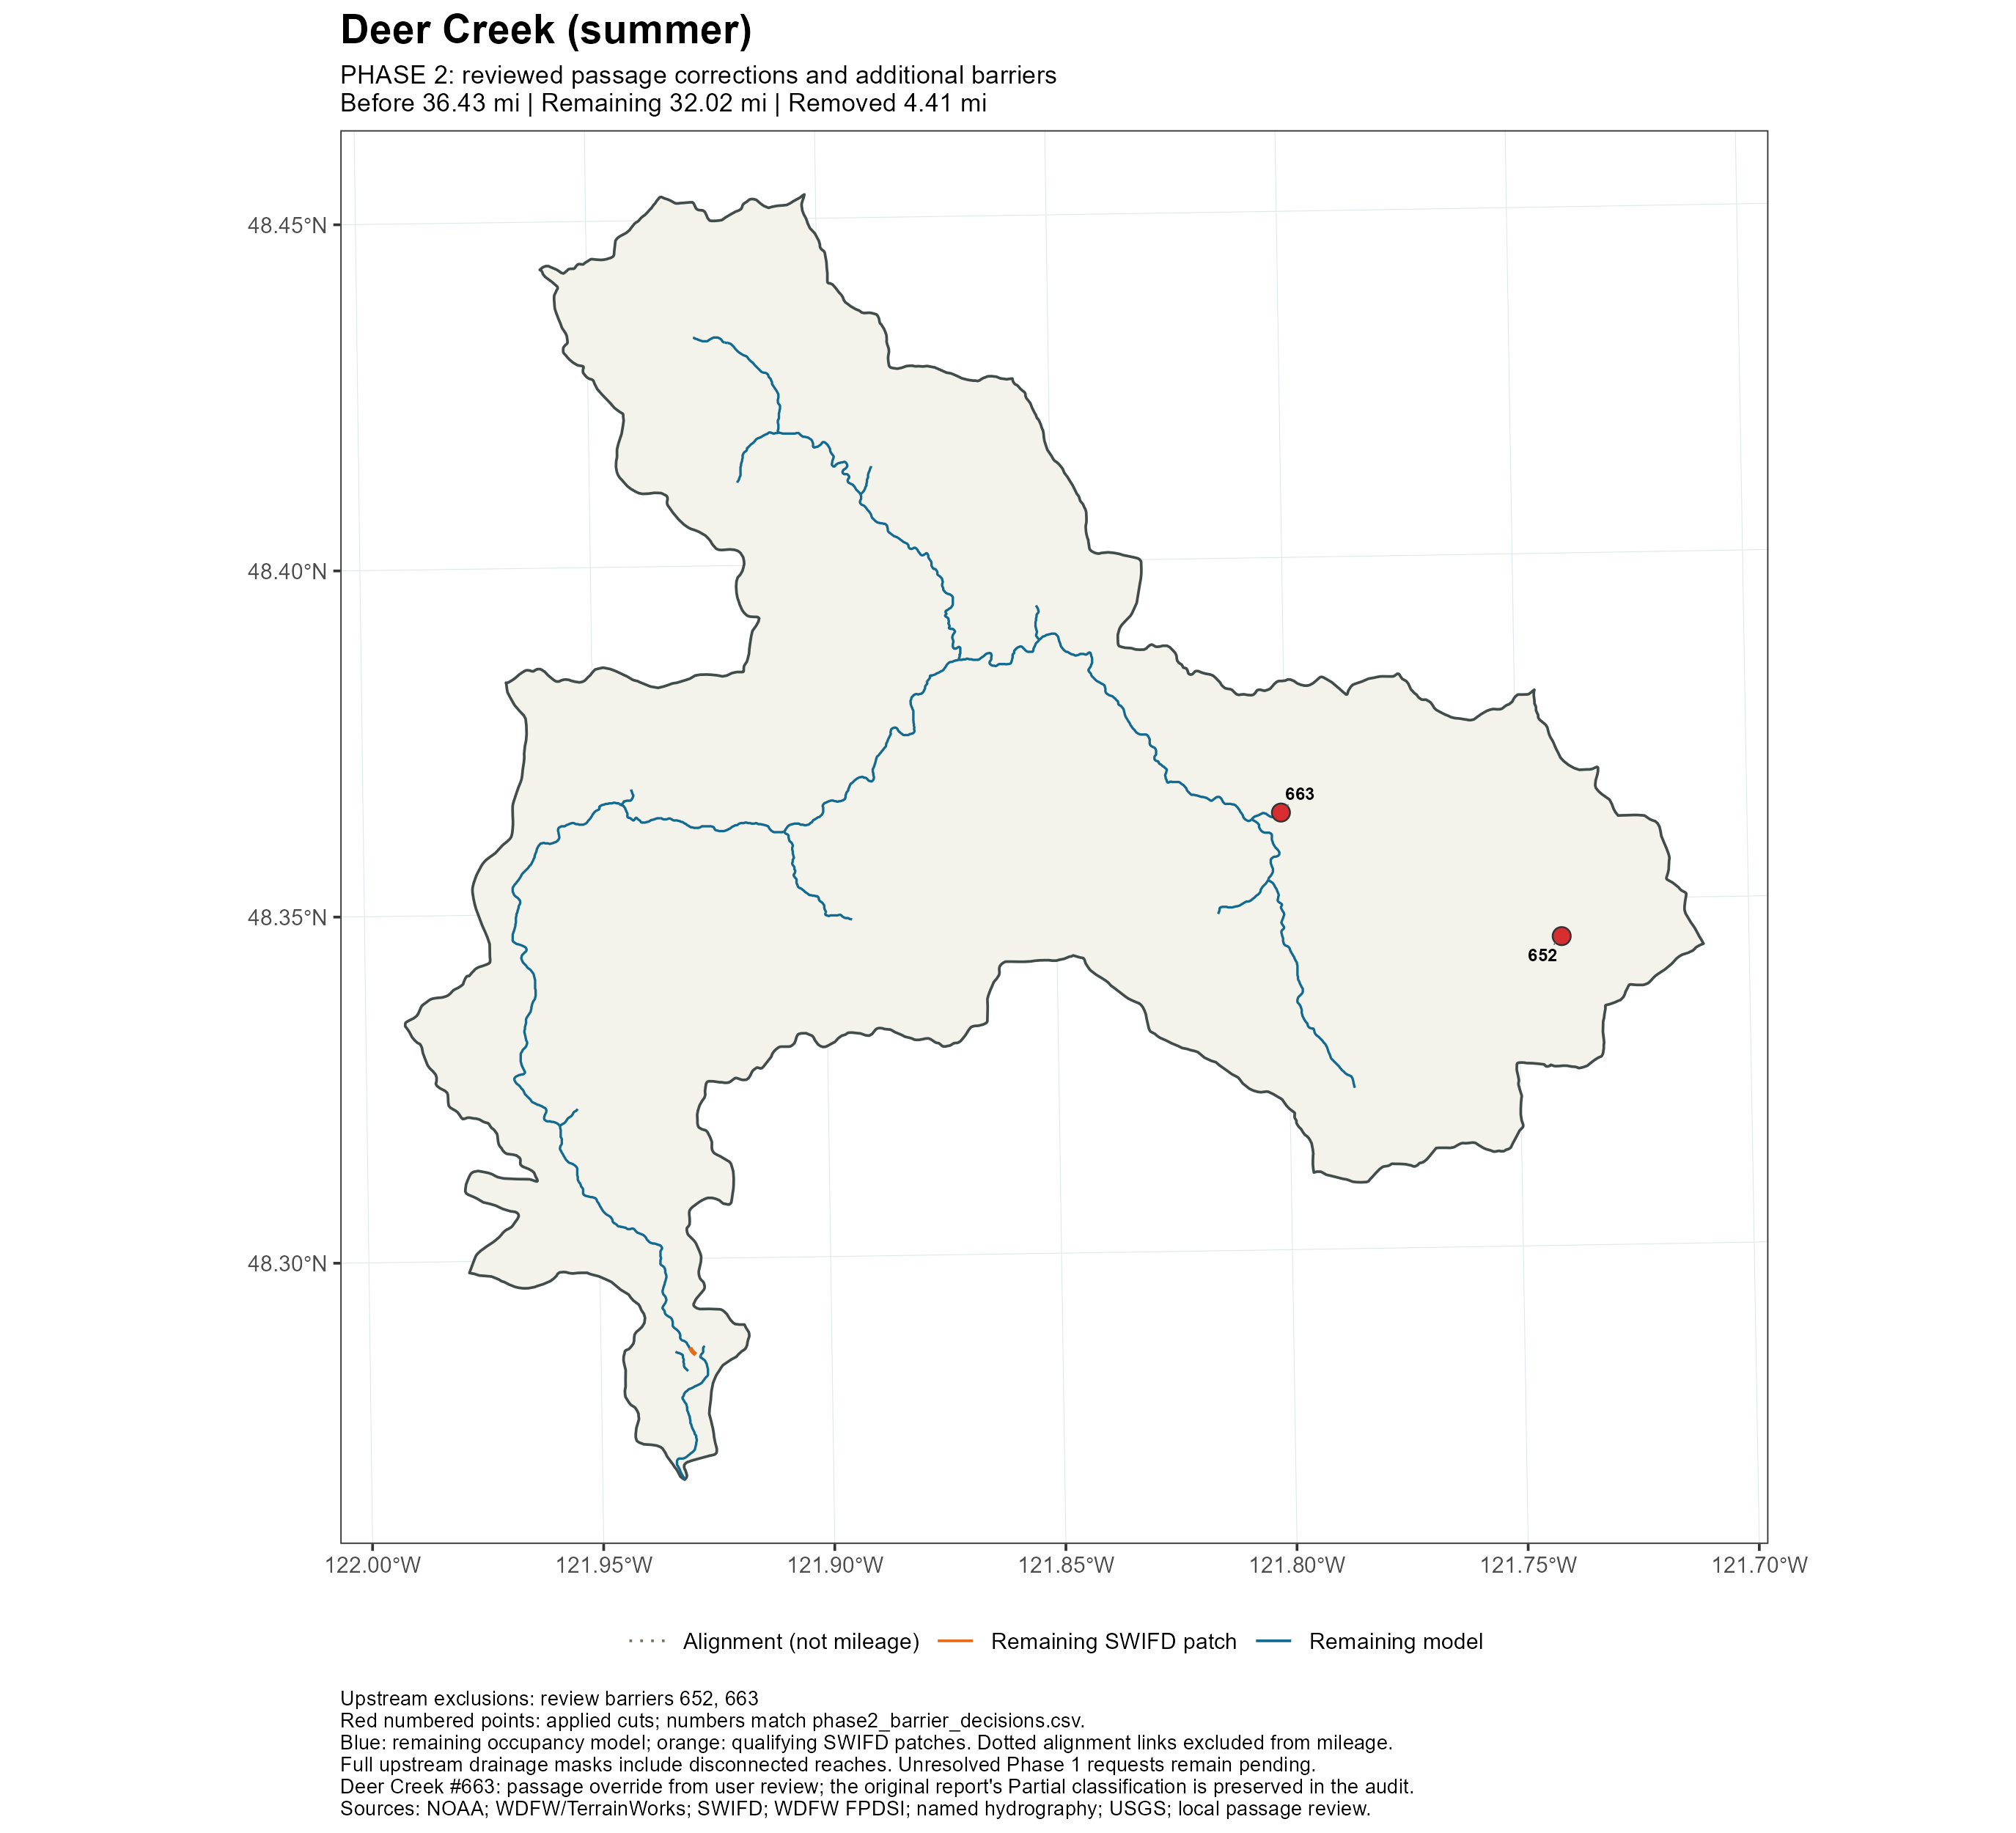 Deer Creek (summer)
PHASE 2: reviewed passage corrections and additional barriers
Before 36.43 mi | Remaining 32.02 mi | Removed 4.41 mi
48.45°N
48.40°N
48.35°N
48.30°N
663
652
122.00°W
121.95°W
121.90°W
121.85°W
121.80°W
121.75°W
121.70°W
Alignment (not mileage)
Remaining SWIFD patch
Remaining model
Upstream exclusions: review barriers 652, 663
Red numbered points: applied cuts; numbers match phase2_barrier_decisions.csv.
Blue: remaining occupancy model; orange: qualifying SWIFD patches. Dotted alignment links excluded from mileage.
Full upstream drainage masks include disconnected reaches. Unresolved Phase 1 requests remain pending.
Deer Creek #663: passage override from user review; the original report's Partial classification is preserved in the audit.
Sources: NOAA; WDFW/TerrainWorks; SWIFD; WDFW FPDSI; named hydrography; USGS; local passage review.